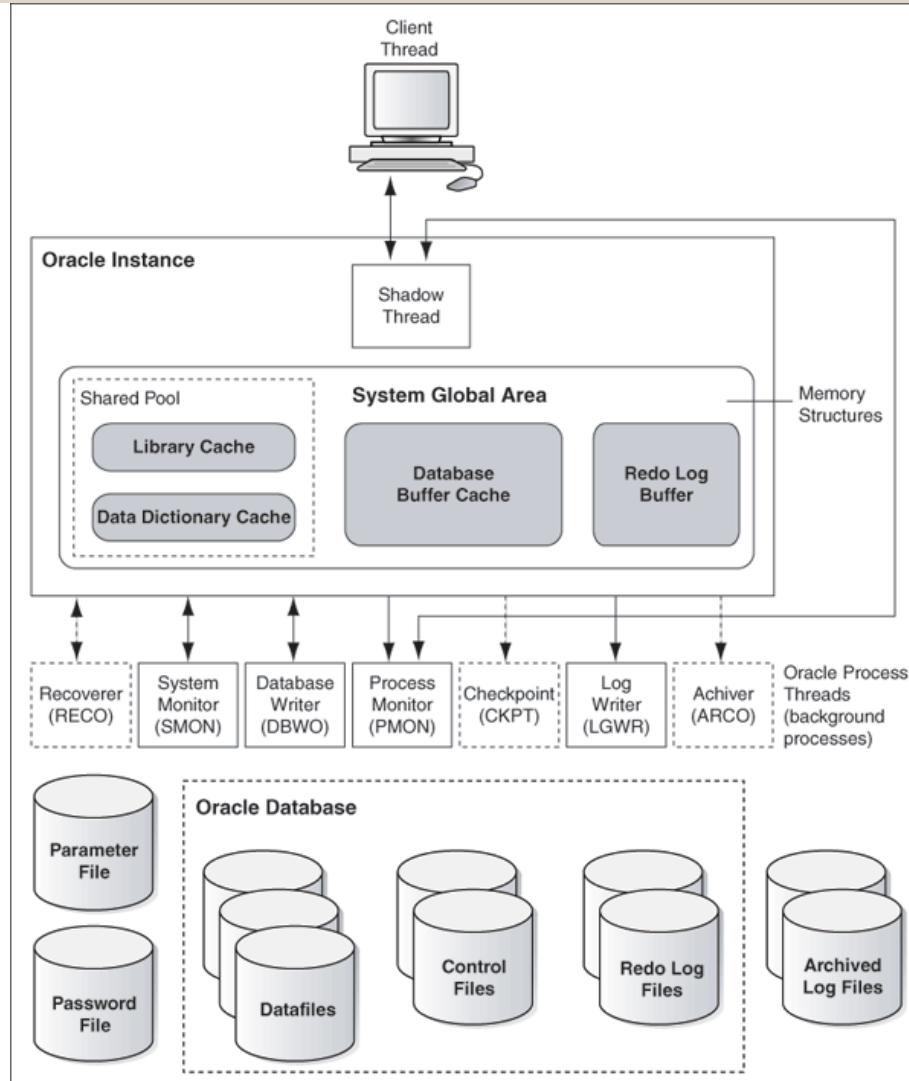 Client
Thread
Oracle Instance
Shadow
Thread
Shared Pool
System Global Area
Memory
Structures
Library Cache
Database
Buffer Cache
Redo Log
Buffer
Data Dictionary Cache
Recoverer
(RECO)
System
Monitor
(SMON)
Database
Writer
(DBWO)
Process
Monitor
(PMON)
Checkpoint
(CKPT)
Log
Writer
(LGWR)
Achiver
(ARCO)
Oracle Process
Threads
(background
processes)
Parameter
File
Password
File
Oracle Database
Datafiles
Control
Files
Redo Log
Files
Archived
Log Files